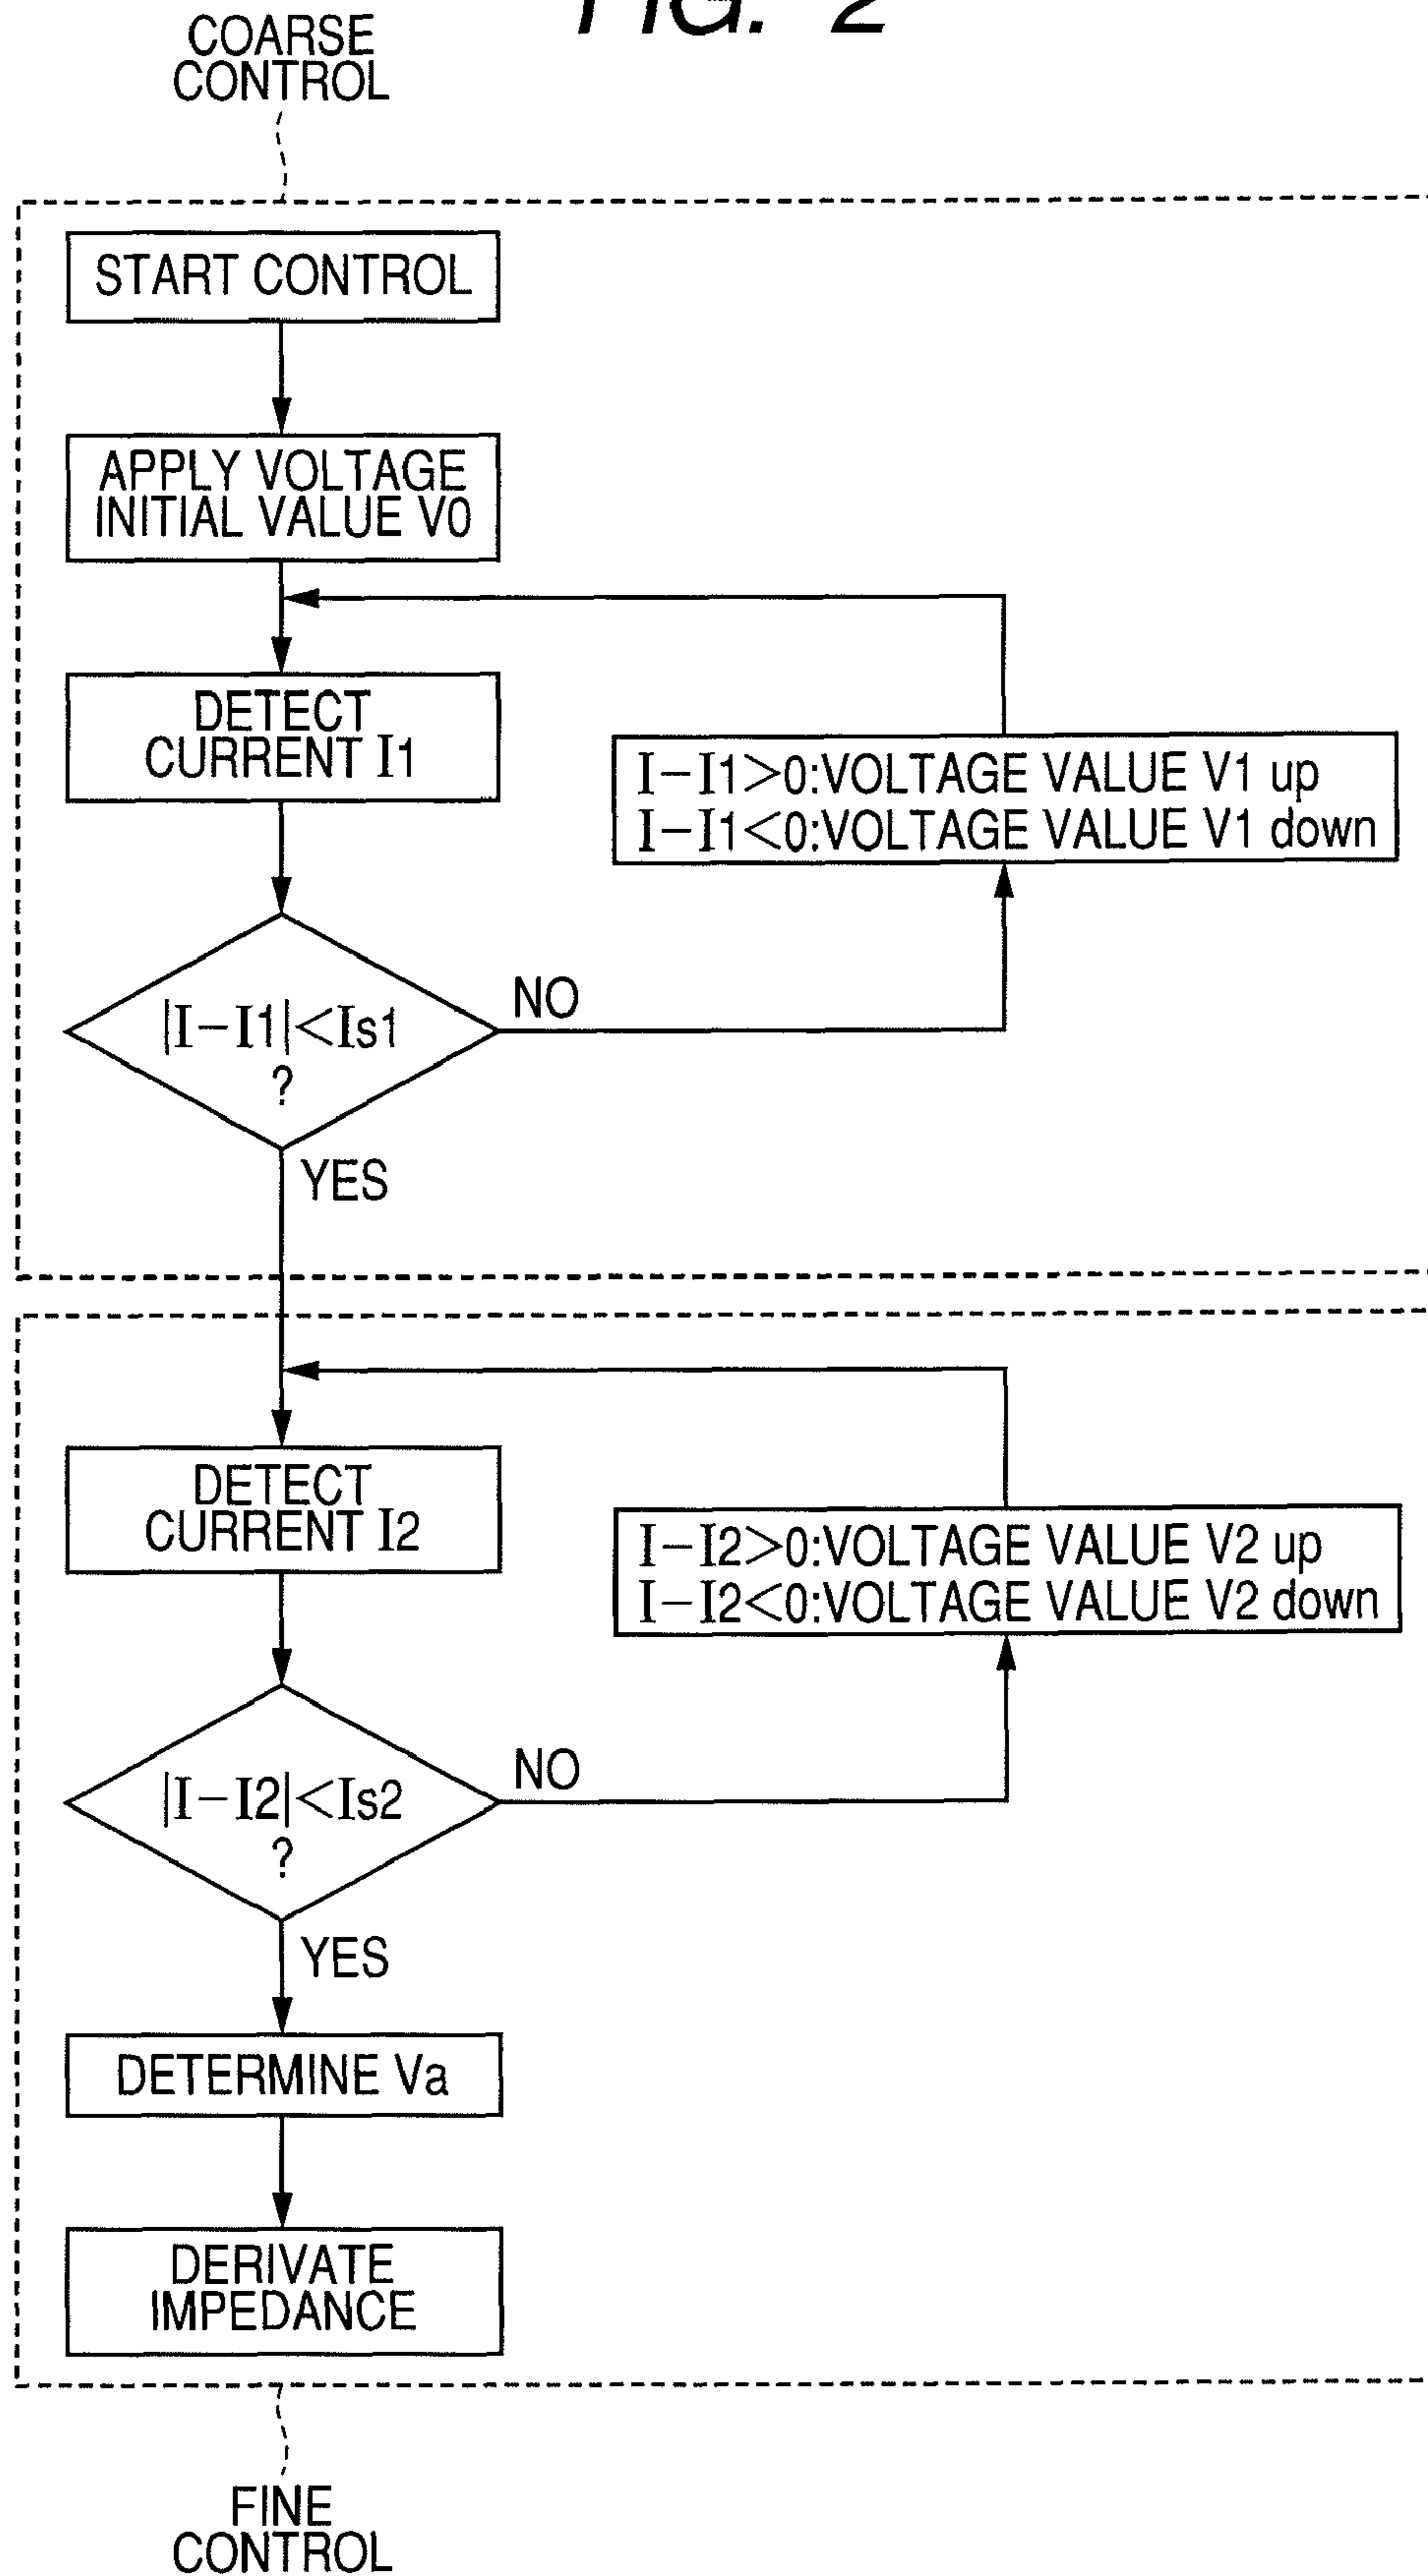 FIG. 2
COARSE
CONTROL
START CONTROL
APPLY VOLTAGE
INITIAL VALUE V0
DETECT
CURRENT I1
I-I1>0:VOLTAGE VALUE V1 up
I-I1<0:VOLTAGE VALUE V1 down
|I-I1|<Is1
?
NO
YES
DETECT
CURRENT I2
I-I2>0:VOLTAGE VALUE V2 up
I-I2<0:VOLTAGE VALUE V2 down
|I-I2|<Is2
?
NO
YES
DETERMINE Va
DERIVATE
IMPEDANCE
FINE
CONTROL